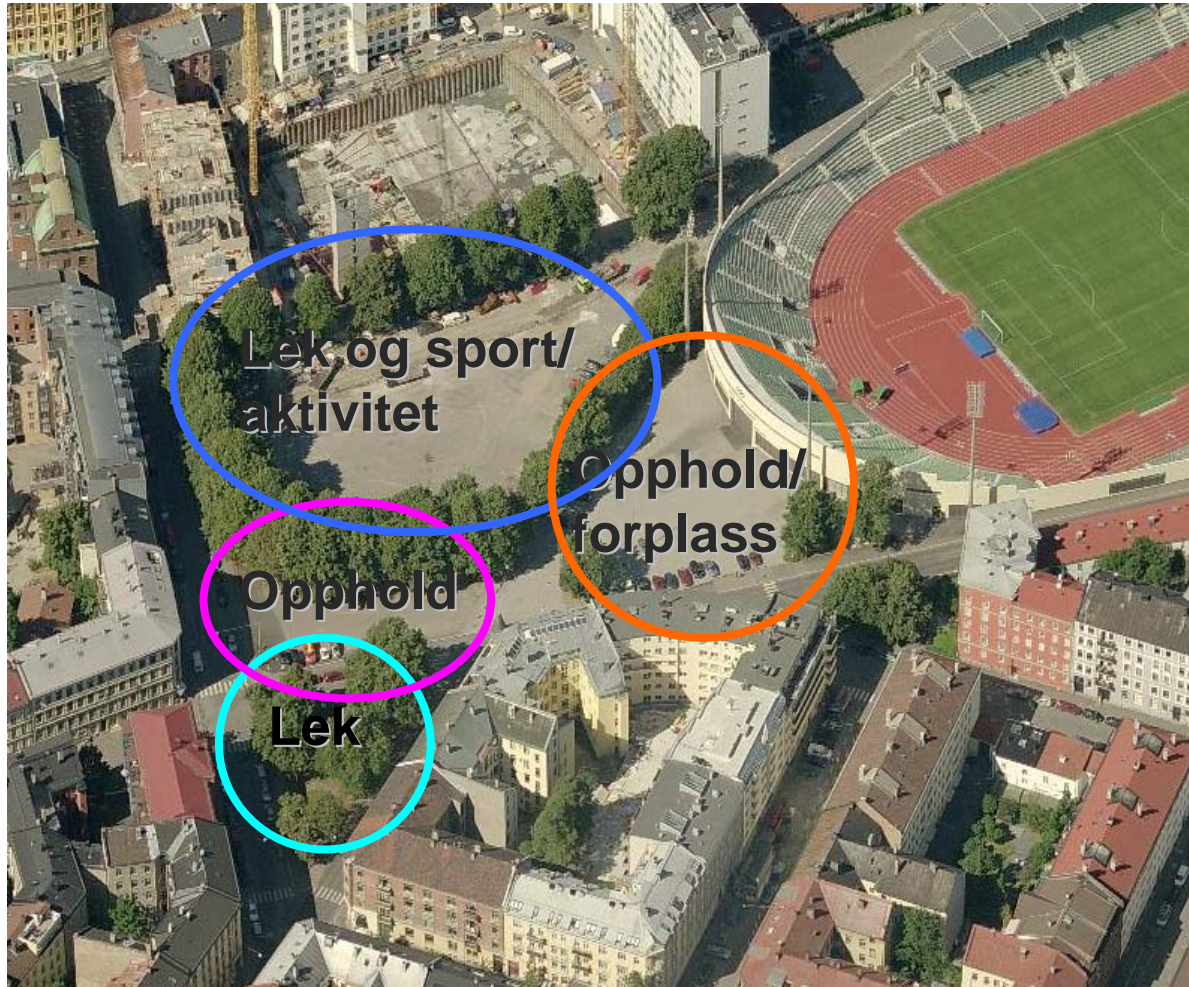 Lek og sport/
aktivitet
Opphold/
forplass
Opphold
Lek